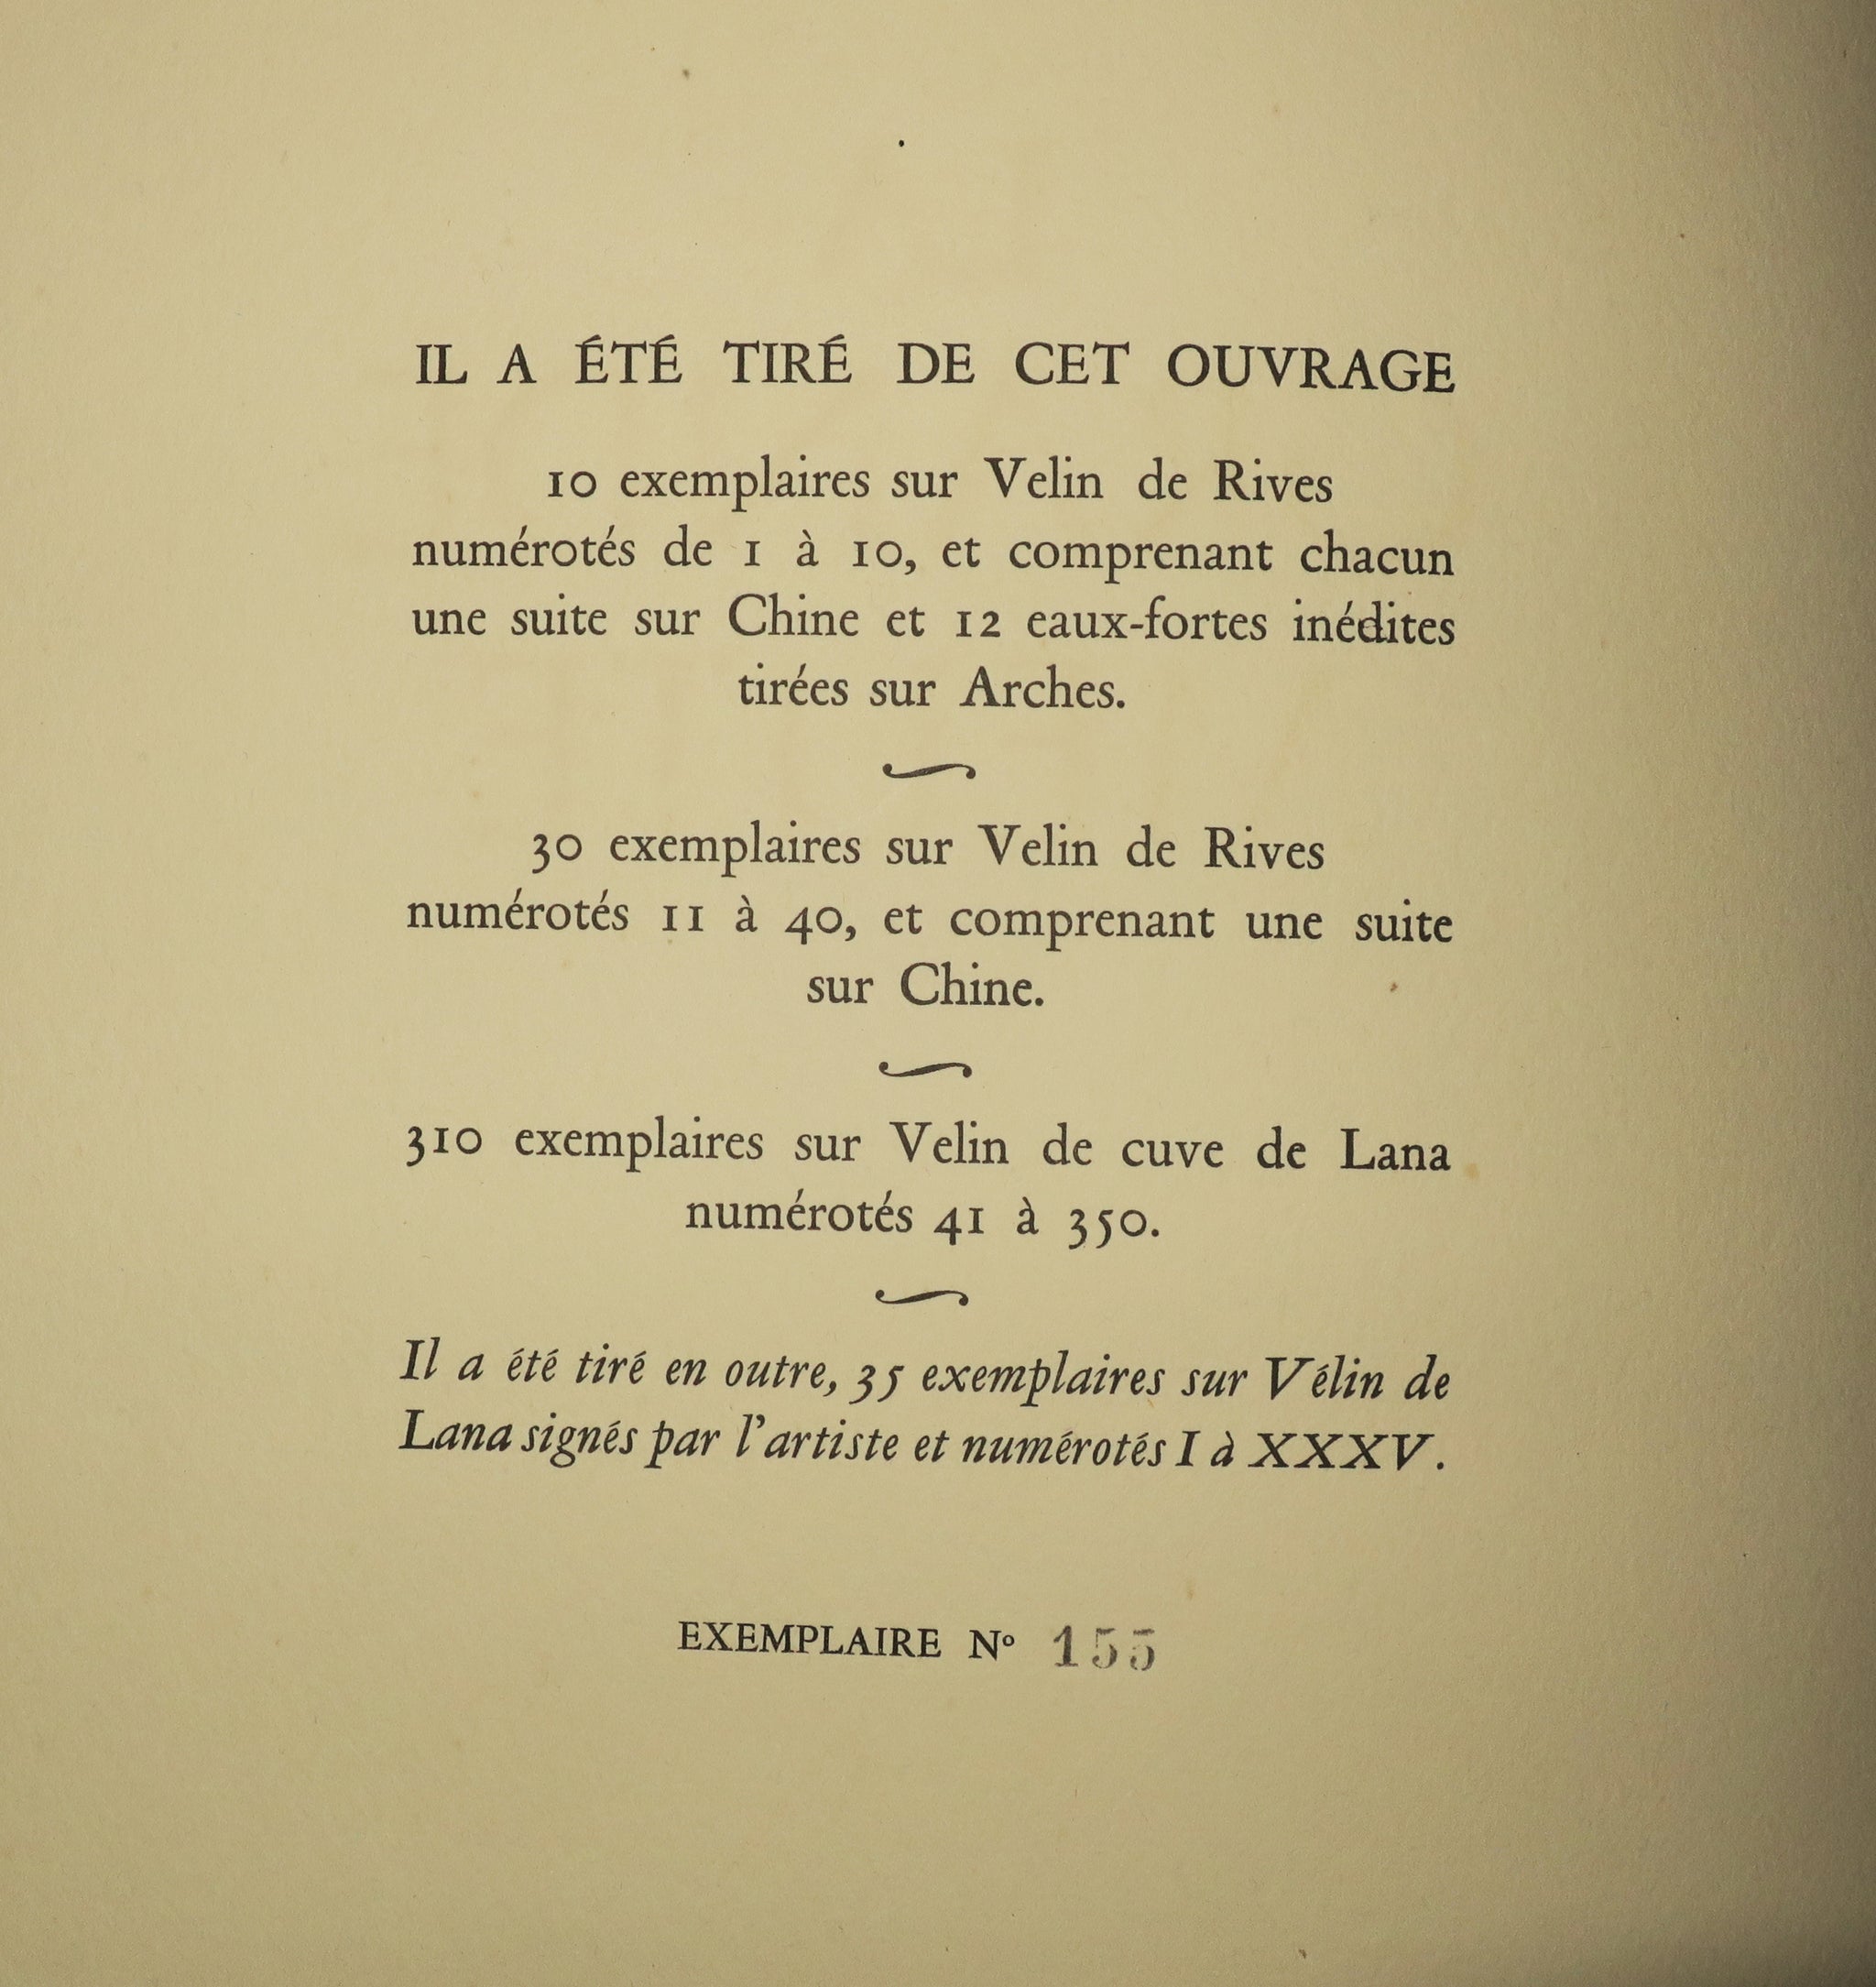 IL A ÉTÉ TIRÉ DE CET OUVRAGE
10 exemplaires sur Velin de Rives
numérotés de 1 à 10, et comprenant chacun
une suite sur Chine et 12 eaux-fortes inédites
tirées sur Arches.
30 exemplaires sur Velin de Rives
numérotés 11 à 40, et comprenant une suite
sur Chine.
310 exemplaires sur Velin de cuve de Lana
numérotés 41 à 350.
Il a été tiré en outre, 35 exemplaires sur Vélin de
Lana signés par l'artiste et numérotés I à XXXV.
EXEMPLAIRE Nº 155